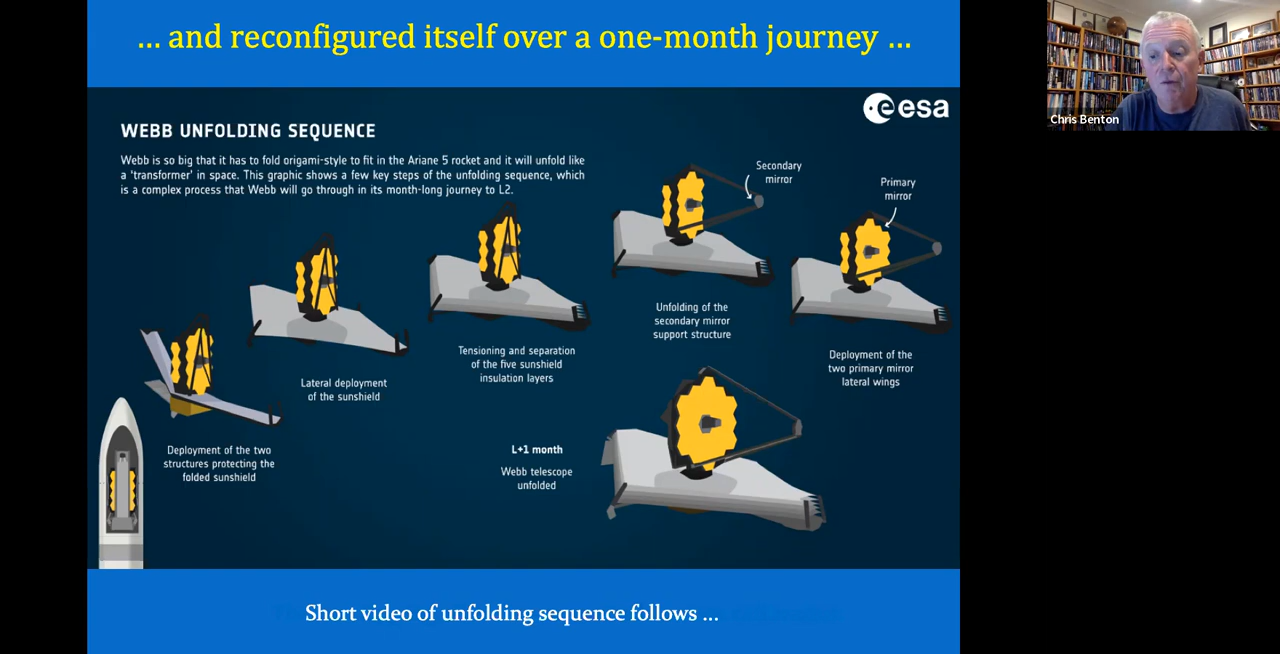 ... and reconfigured itself over a one-month journey ...
esa
WEBB UNFOLDING SEQUENCE
Webb is so big that it has to fold origami-style to fit in the Ariane 5 rocket and it will unfold like
a 'transformer' in space. This graphic shows a few key steps of the unfolding sequence, which
is a complex process that Webb will go through in its month-long journey to L2.
Deployment of the two
structures protecting the
folded sunshield
Lateral deployment
of the sunshield
Tensioning and separation
of the five sunshield
insulation layers
Secondary
mirror
Unfolding of the
secondary mirror
support structure
Primary
mirror
Deployment of the
two primary mirror
lateral wings
L+1 month
Webb telescope
unfolded
Short video of unfolding sequence follows ...
Chris Benton